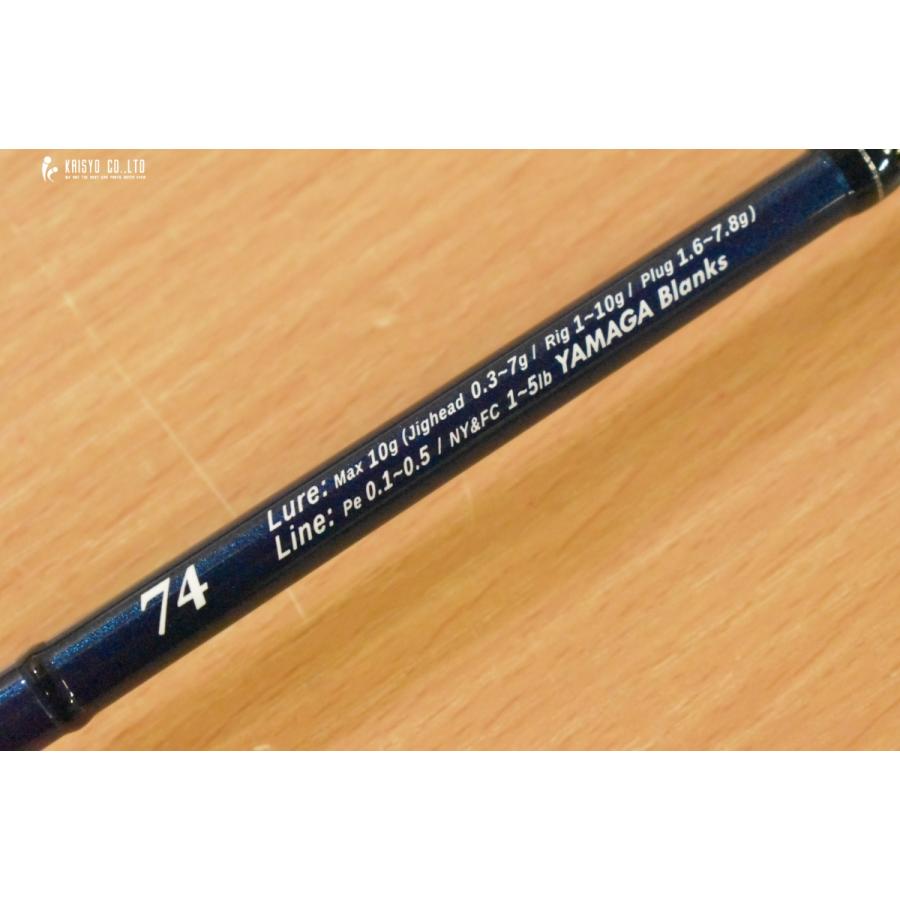 KAISYO CO.,LTD
Lure: Max 10g (Jighead 0.3~7g / Rig 1~10g / Plug 1.6~7.8g)
Line: Pe 0.1~0.5 / NY&FC 1~5lb YAMAGA Blanks
74